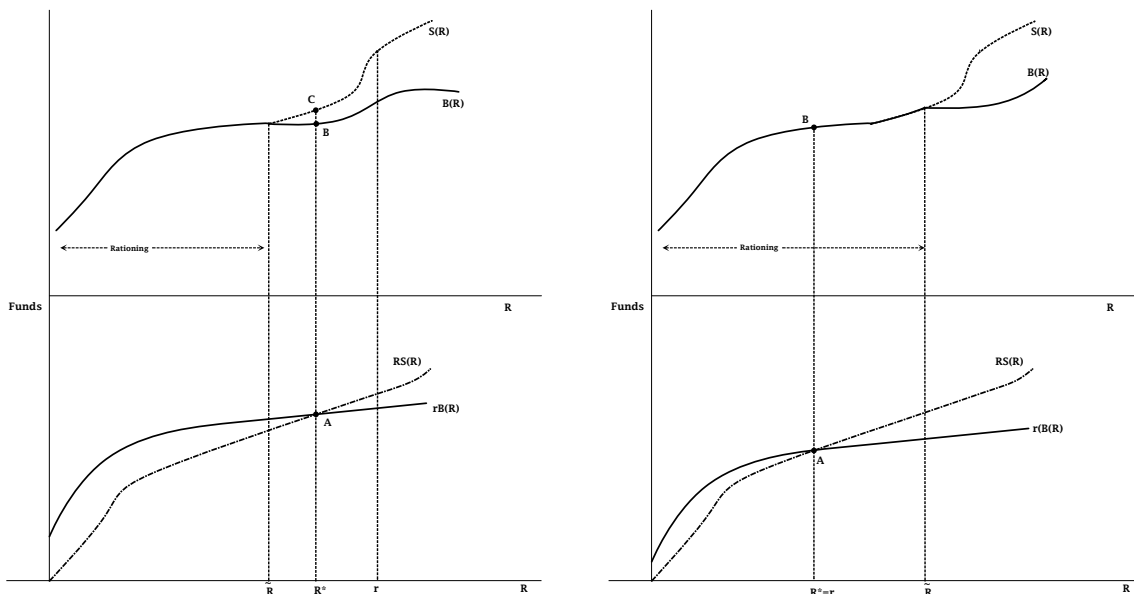 S(R)
C
B(R)
B
Rationing
Funds
R
RS(R)
rB(R)
A
~
R
R*
r
R
S(R)
B(R)
B
Rationing
Funds
R
RS(R)
r(B(R)
A
R*=r
~
R
R